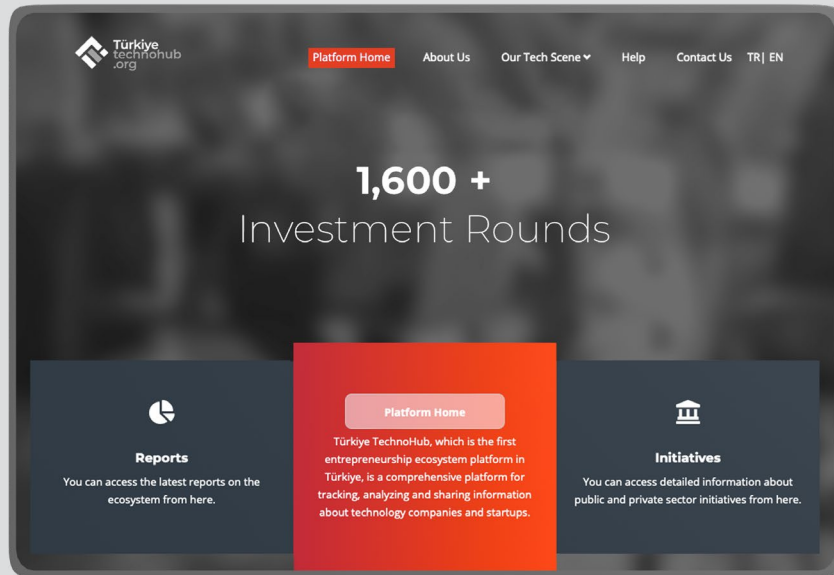 Türkiye
technohub
.org
Platform Home
About Us
Our Tech Scene
Help
Contact Us
TR| EN
1,600 +
Investment Rounds
Reports
You can access the latest reports on the
ecosystem from here.
Platform Home
Türkiye TechnoHub, which is the first
entrepreneurship ecosystem platform in
Türkiye, is a comprehensive platform for
tracking, analyzing and sharing information
about technology companies and startups.
Initiatives
You can access detailed information about
public and private sector initiatives from here.